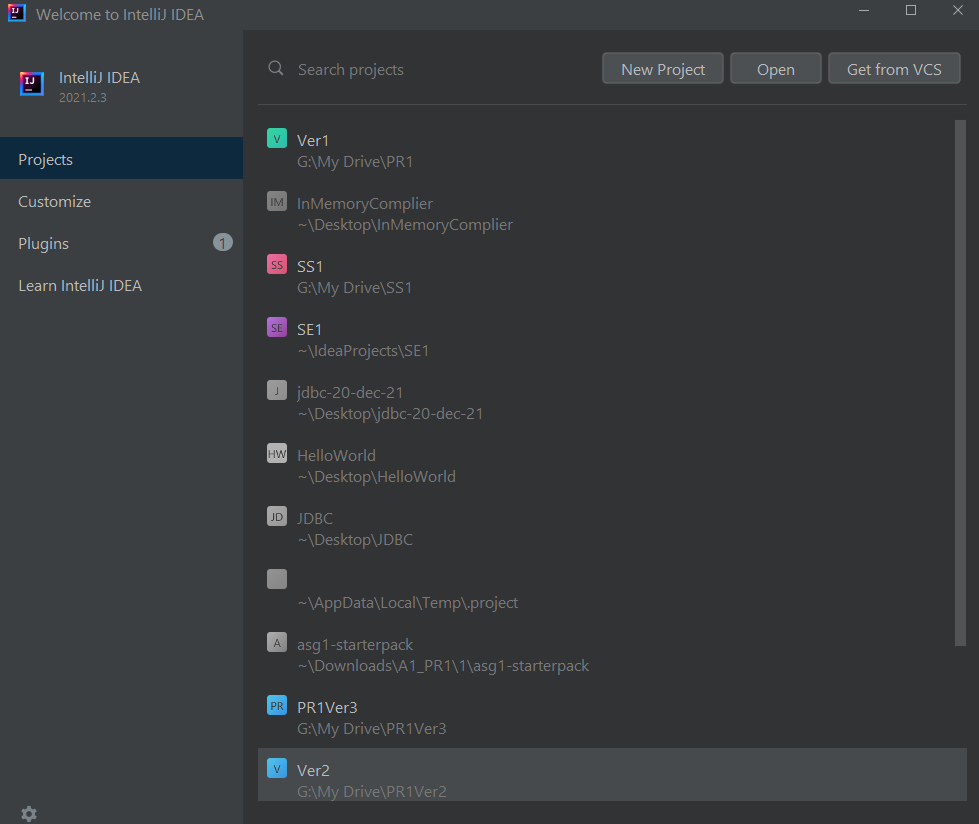 Welcome to IntelliJ IDEA
IntelliJ IDEA
2021.2.3
Projects
Customize
Plugins
1
Learn IntelliJ IDEA
Search projects
New Project
Open
Get from VCS
V
Ver1
G:\My Drive\PR1
IM
InMemoryComplier
~\Desktop\InMemoryComplier
SS
SS1
G:\My Drive\SS1
SE
SE1
~\IdeaProjects\SE1
J
jdbc-20-dec-21
~\Desktop\jdbc-20-dec-21
HW
HelloWorld
~\Desktop\HelloWorld
JD
JDBC
~\Desktop\JDBC
~\AppData\Local\Temp\.project
A
asg1-starterpack
~\Downloads\A1_PR1\1\asg1-starterpack
PR
PR1Ver3
G:\My Drive\PR1Ver3
V
Ver2
G:\My Drive\PR1Ver2